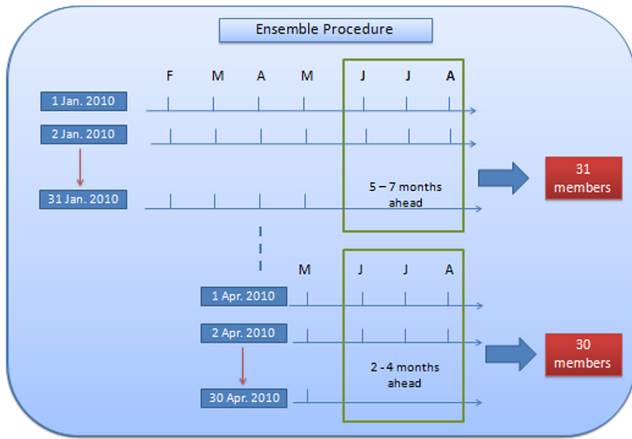 Ensemble Procedure
F M A M J J A
1 Jan. 2010
2 Jan. 2010
31 Jan. 2010
5 – 7 months
ahead
31
members
M J J A
1 Apr. 2010
2 Apr. 2010
30 Apr. 2010
2 - 4 months
ahead
30
members